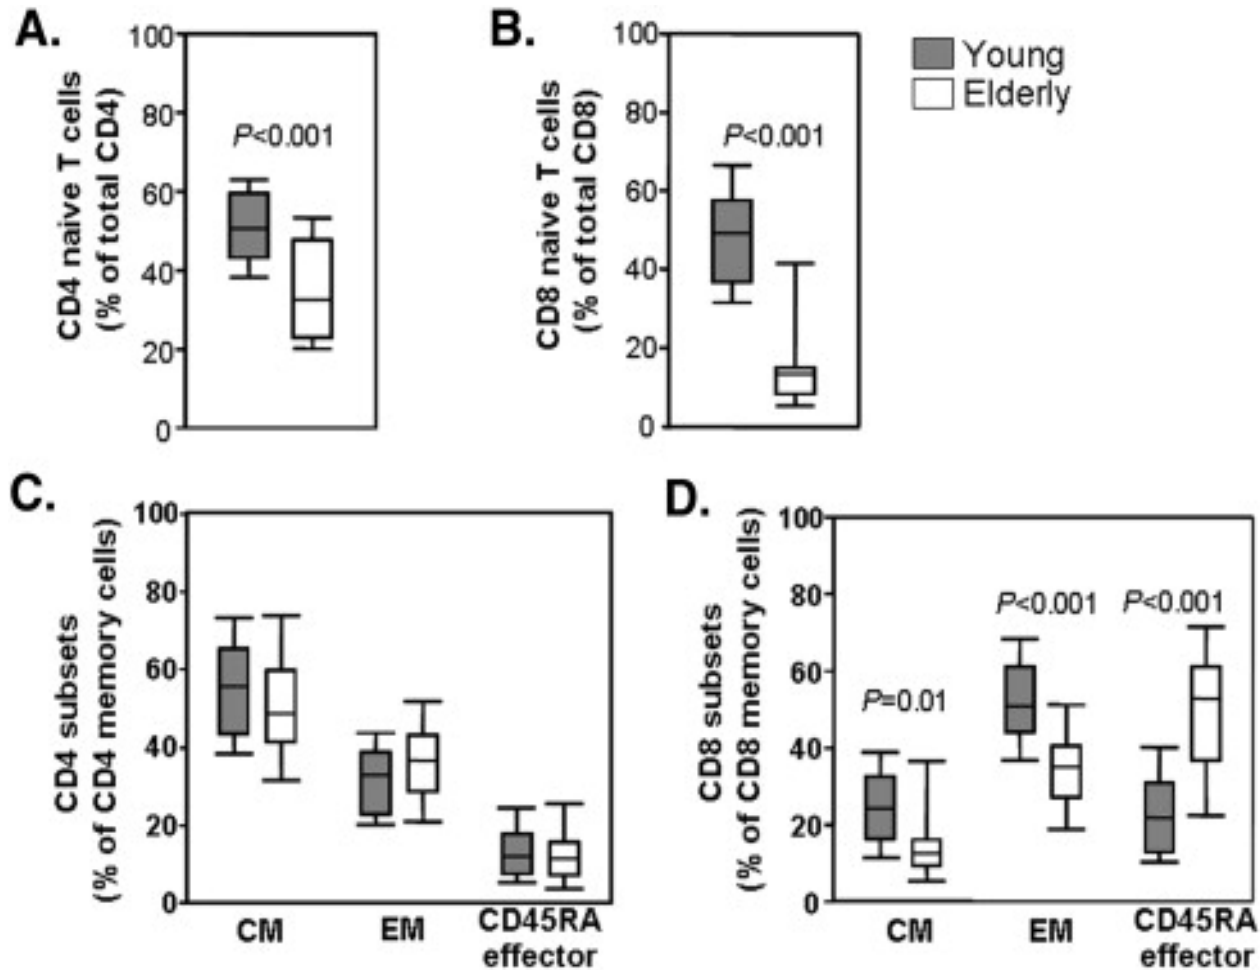 A.
CD4 naive T cells
(% of total CD4)
100
80
60
40
20
0
P<0.001
B.
CD8 naive T cells
(% of total CD8)
100
80
60
40
20
0
P<0.001
Young
Elderly
C.
CD4 subsets
(% of CD4 memory cells)
100
80
60
40
20
0
CM
EM
CD45RA
effector
D.
CD8 subsets
(% of CD8 memory cells)
100
80
60
40
20
0
P=0.01
P<0.001
P<0.001
CM
EM
CD45RA
effector